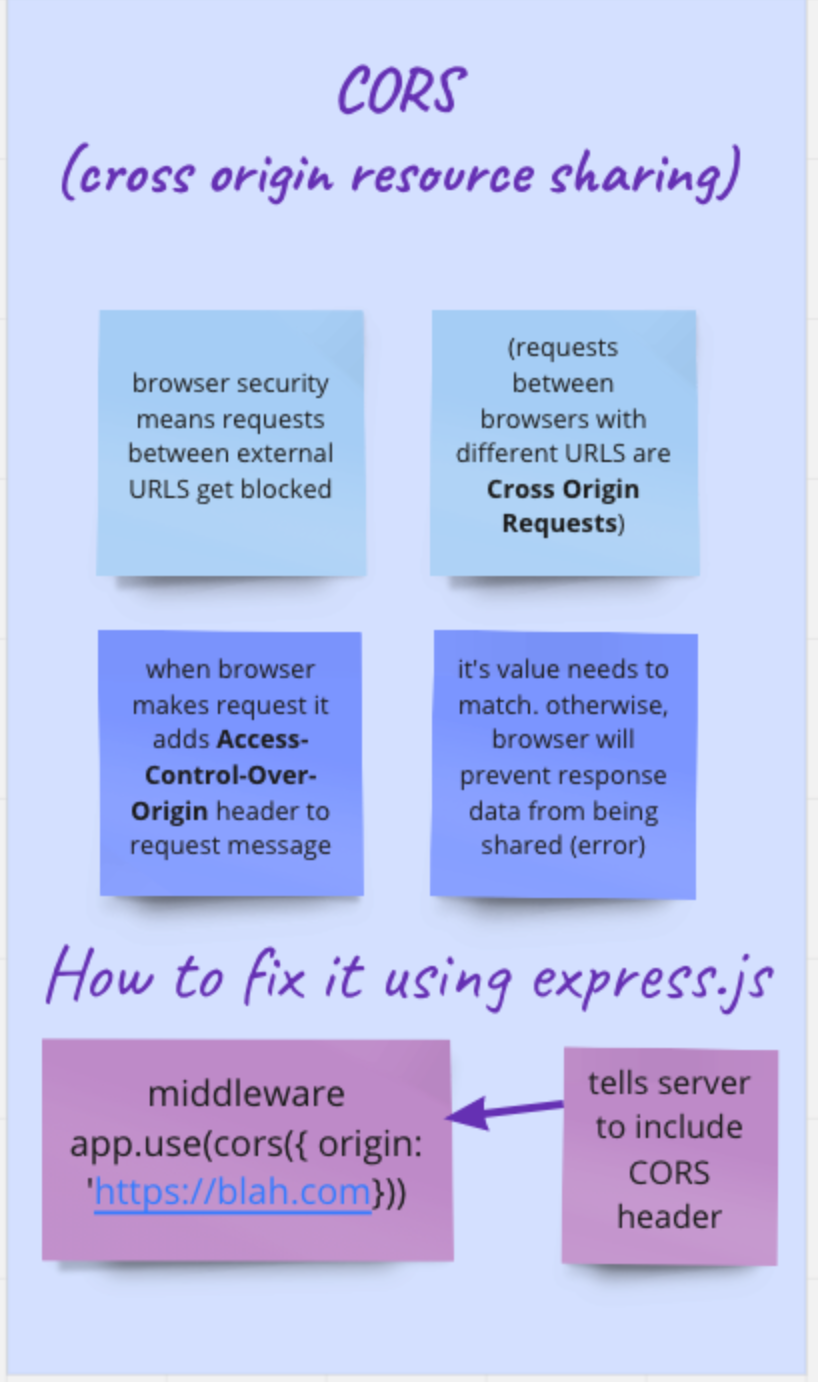 CORS
(cross origin resource sharing)
browser security
means requests
between external
URLS get blocked
(requests
between
browsers with
different URLS are
Cross Origin
Requests)
when browser
makes request it
adds Access-
Control-Over-
Origin header to
request message
it's value needs to
match. otherwise,
browser will
prevent response
data from being
shared (error)
How to fix it using express.js
middleware
app.use(cors({ origin:
'https://blah.com}))
tells server
to include
CORS
header